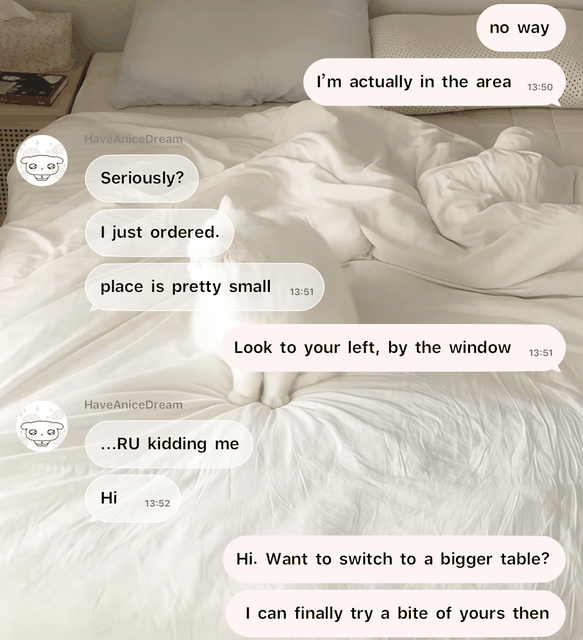 no way
I'm actually in the area 13:50
HaveAniceDream
Seriously?
I just ordered.
place is pretty small 13:51
Look to your left, by the window 13:51
HaveAniceDream
...RU kidding me
Hi 13:52
Hi. Want to switch to a bigger table?
I can finally try a bite of yours then